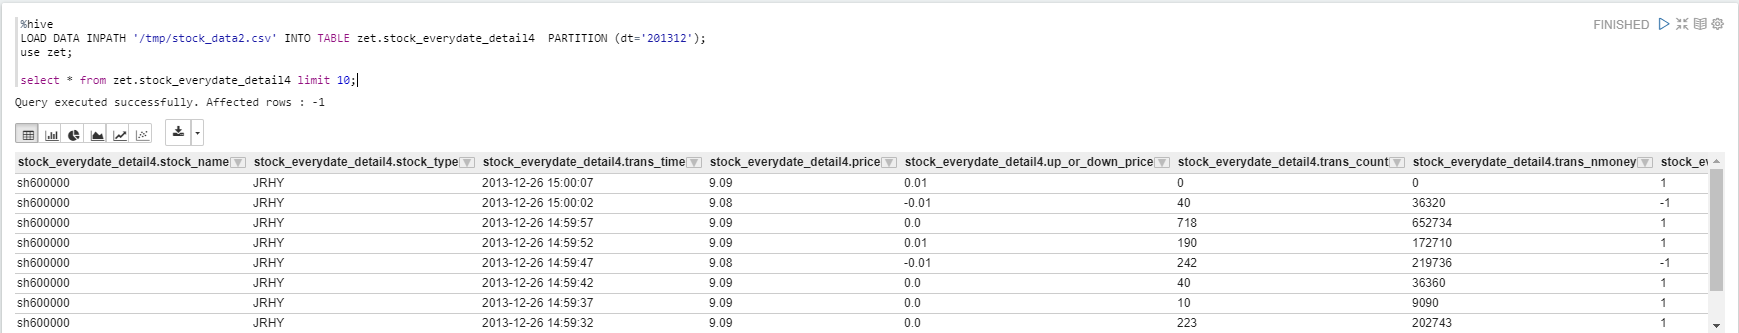 %hive FINISHED
LOAD DATA INPATH '/tmp/stock_data2.csv' INTO TABLE zet.stock_everydate_detail4  PARTITION (dt='201312');
use zet;
select * from zet.stock_everydate_detail4 limit 10;
Query executed successfully. Affected rows : -1
stock_everydate_detail4.stock_name stock_everydate_detail4.stock_type stock_everydate_detail4.trans_time stock_everydate_detail4.price stock_everydate_detail4.up_or_down_price stock_everydate_detail4.trans_count stock_everydate_detail4.trans_nmoney
sh600000 JRHY 2013-12-26 15:00:07 9.09 0.01 0 0 1
sh600000 JRHY 2013-12-26 15:00:02 9.08 -0.01 40 36320 -1
sh600000 JRHY 2013-12-26 14:59:57 9.09 0.0 718 652734 1
sh600000 JRHY 2013-12-26 14:59:52 9.09 0.01 190 172710 1
sh600000 JRHY 2013-12-26 14:59:47 9.08 -0.01 242 219736 -1
sh600000 JRHY 2013-12-26 14:59:42 9.09 0.0 40 36360 1
sh600000 JRHY 2013-12-26 14:59:37 9.09 0.0 10 9090 1
sh600000 JRHY 2013-12-26 14:59:32 9.09 0.0 223 202743 1